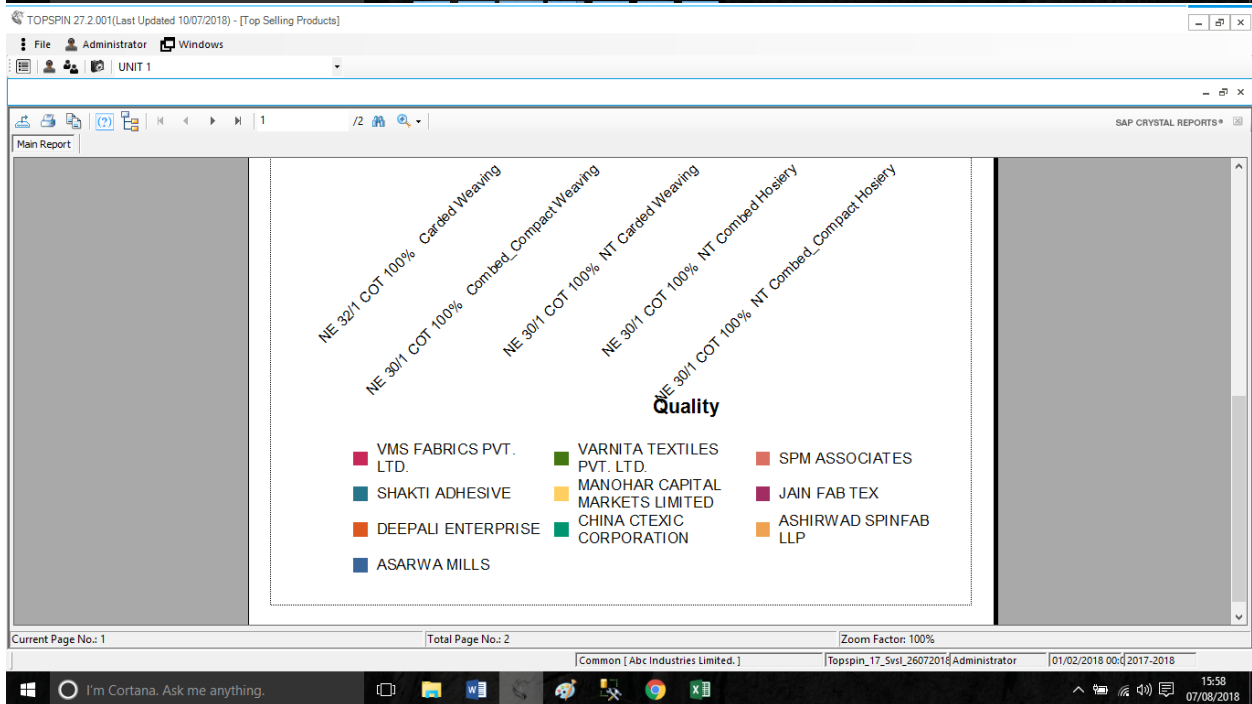 TOPSPIN 27.2.001(Last Updated 10/07/2018) - [Top Selling Products]
File Administrator Windows
UNIT 1
1 /2 SAP CRYSTAL REPORTS®
Main Report
NE 32/1 COT 100% Carded Weaving
NE 30/1 COT 100% Combed_Compact Weaving
NE 30/1 COT 100% NT Carded Weaving
NE 30/1 COT 100% NT Combed Hosiery
NE 30/1 COT 100% NT Combed_Compact Hosiery
Quality
VMS FABRICS PVT.
LTD.
VARNITA TEXTILES
PVT. LTD.
SPM ASSOCIATES
SHAKTI ADHESIVE
MANOHAR CAPITAL
MARKETS LIMITED
JAIN FAB TEX
DEEPALI ENTERPRISE
CHINA CTEXIC
CORPORATION
ASHIRWAD SPINFAB
LLP
ASARWA MILLS
Current Page No.: 1 Total Page No.: 2 Zoom Factor: 100%
Common [ Abc Industries Limited. ] Topspin_17_Svsl_26072018 Administrator 01/02/2018 00:0 2017-2018
I'm Cortana. Ask me anything.
15:58
07/08/2018